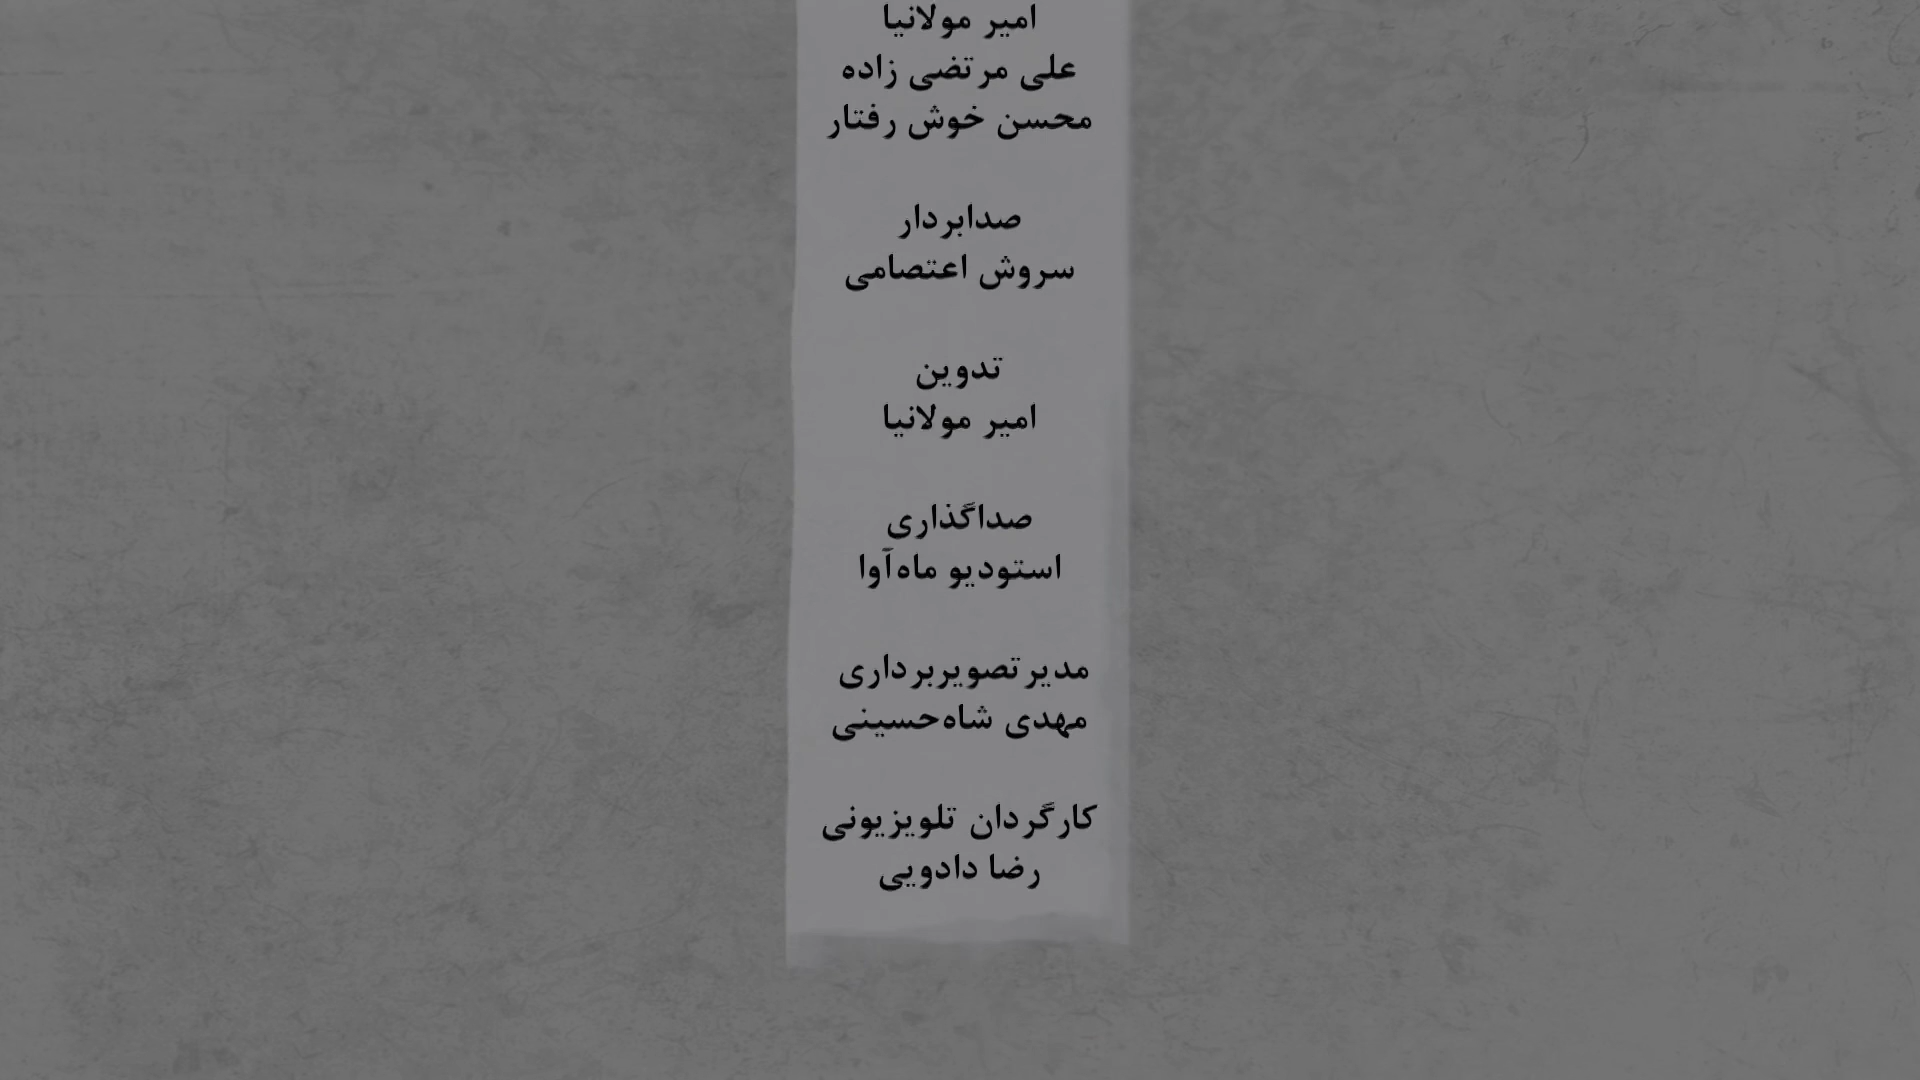 امیر مولانیا
علی مرتضی زاده
محسن خوش رفتار
صدابردار
سروش اعتصامی
تدوین
امیر مولانیا
صداگذاری
استودیو ماه‌آوا
مدیرتصویربرداری
مهدی شاه‌حسینی
کارگردان تلویزیونی
رضا دادویی